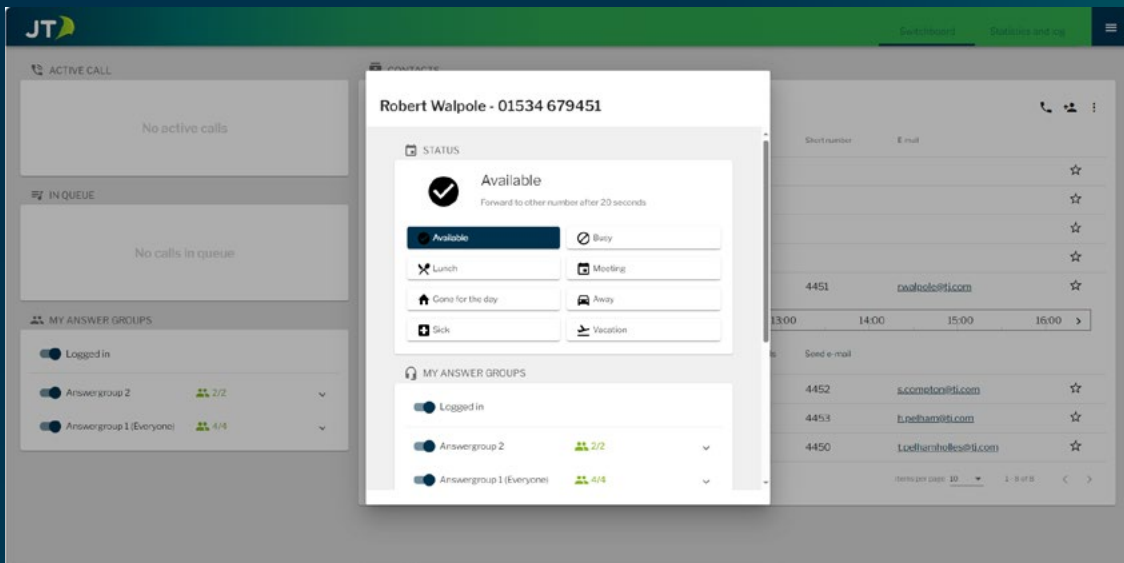 JT
Switchboard
Statistics and log
ACTIVE CALL
No active calls
IN QUEUE
No calls in queue
MY ANSWER GROUPS
Logged in
Answergroup 2 2/2
Answergroup 1 (Everyone) 4/4
CONTACTS
Robert Walpole - 01534 679451
STATUS
Available
Forward to other number after 20 seconds
Available
Busy
Lunch
Meeting
Gone for the day
Away
Sick
Vacation
MY ANSWER GROUPS
Logged in
Answergroup 2 2/2
Answergroup 1 (Everyone) 4/4
Short number E-mail
4451 rwalpole@ti.com
13:00 14:00 15:00 16:00
Send e-mail
4452 s.compton@ti.com
4453 h.pelham@ti.com
4450 t.pelhamholles@ti.com
Items per page: 10 1 - 8 of 8